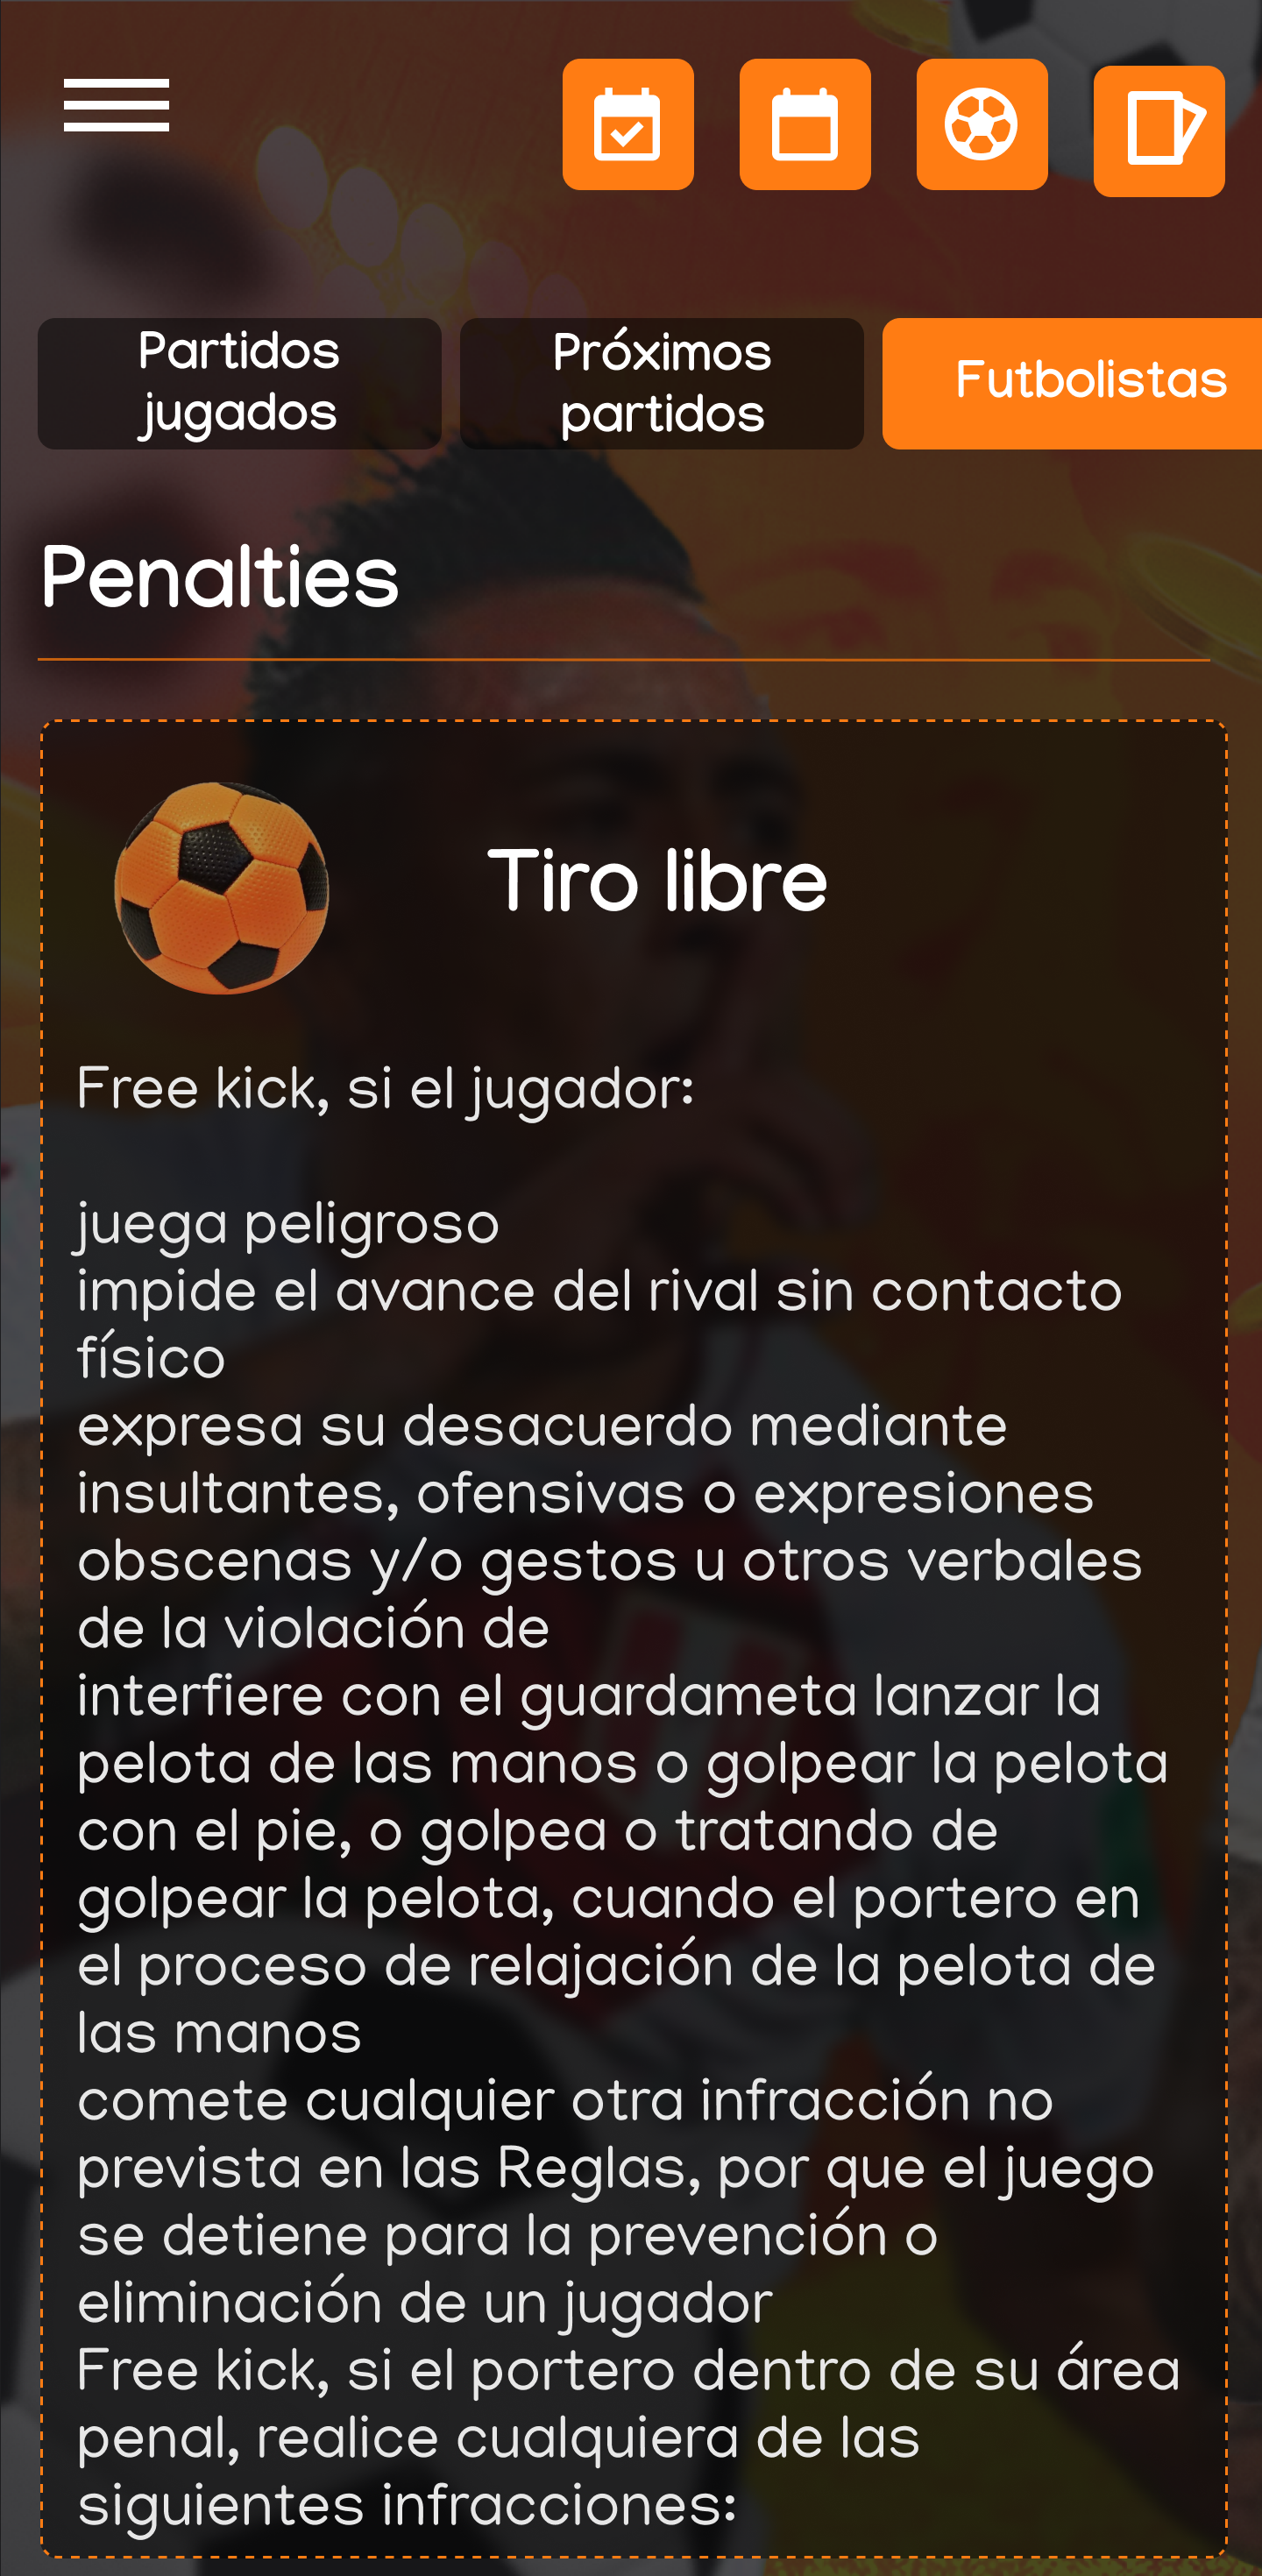 Partidos
jugados
Próximos
partidos
Futbolistas
Penalties
Tiro libre
Free kick, si el jugador:
juega peligroso
impide el avance del rival sin contacto
físico
expresa su desacuerdo mediante
insultantes, ofensivas o expresiones
obscenas y/o gestos u otros verbales
de la violación de
interfiere con el guardameta lanzar la
pelota de las manos o golpear la pelota
con el pie, o golpea o tratando de
golpear la pelota, cuando el portero en
el proceso de relajación de la pelota de
las manos
comete cualquier otra infracción no
prevista en las Reglas, por que el juego
se detiene para la prevención o
eliminación de un jugador
Free kick, si el portero dentro de su área
penal, realice cualquiera de las
siguientes infracciones: